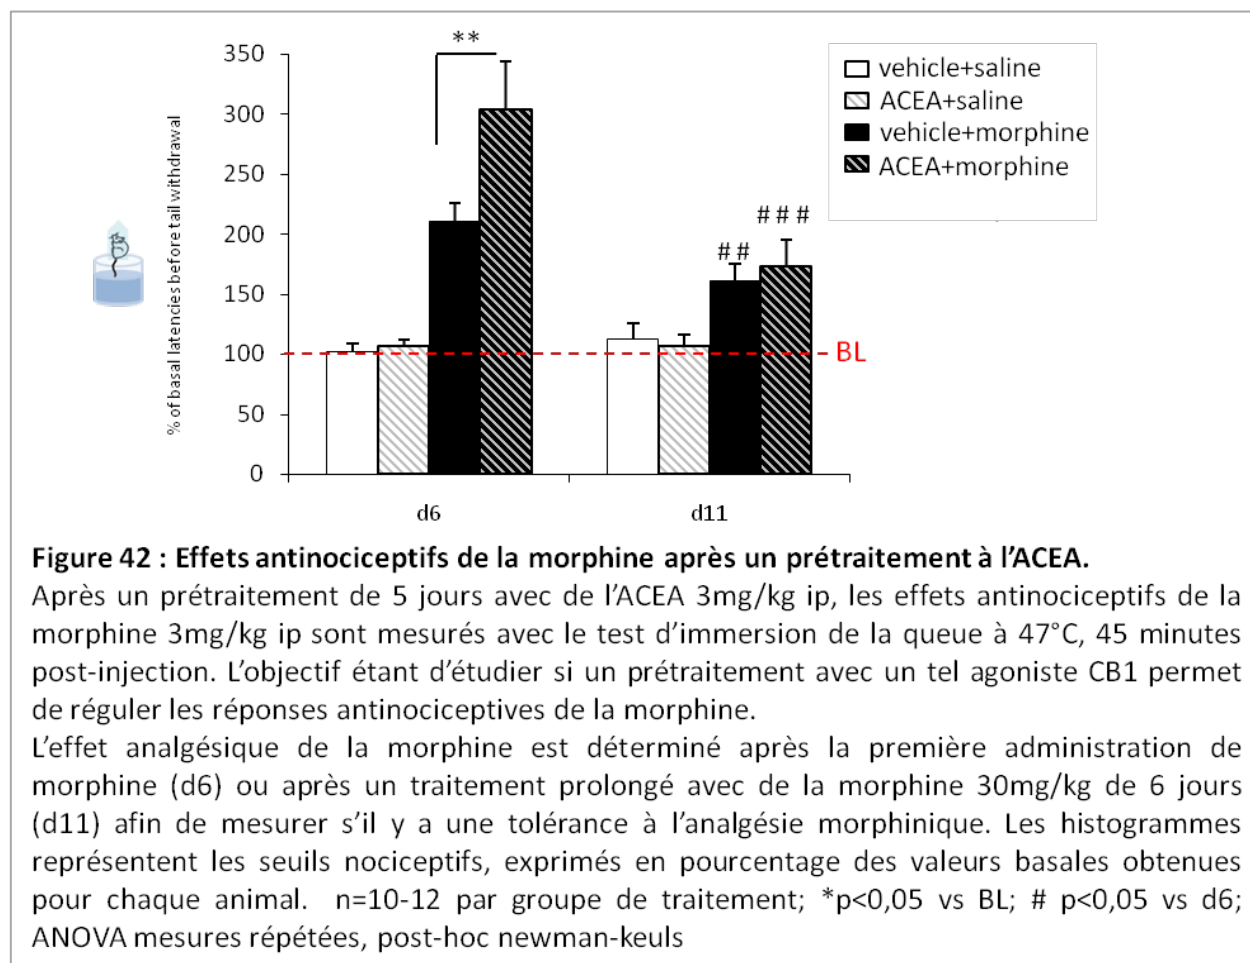 350
300
250
200
150
100
50
0
% of basal latencies before tail withdrawal
**
# #
# # #
BL
d6
d11
vehicle+saline
ACEA+saline
vehicle+morphine
ACEA+morphine
Figure 42 : Effets antinociceptifs de la morphine après un prétraitement à l’ACEA.
Après un prétraitement de 5 jours avec de l’ACEA 3mg/kg ip, les effets antinociceptifs de la
morphine 3mg/kg ip sont mesurés avec le test d’immersion de la queue à 47°C, 45 minutes
post-injection. L’objectif étant d’étudier si un prétraitement avec un tel agoniste CB1 permet
de réguler les réponses antinociceptives de la morphine.
L’effet analgésique de la morphine est déterminé après la première administration de
morphine (d6) ou après un traitement prolongé avec de la morphine 30mg/kg de 6 jours
(d11) afin de mesurer s’il y a une tolérance à l’analgésie morphinique. Les histogrammes
représentent les seuils nociceptifs, exprimés en pourcentage des valeurs basales obtenues
pour chaque animal. n=10-12 par groupe de traitement; *p<0,05 vs BL; # p<0,05 vs d6;
ANOVA mesures répétées, post-hoc newman-keuls